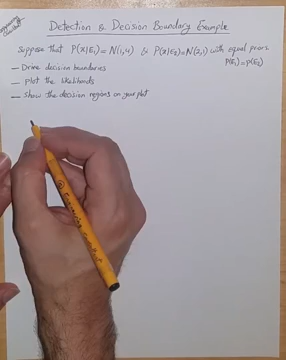 Detection & Decision Boundary Example
Suppose that P(x|E1) = N(1,4) & P(x|E2) = N(2,1) with equal priors
P(E1) = P(E2)
— Drive decision boundaries
— Plot the likelihoods
— Show the decision regions on your plot